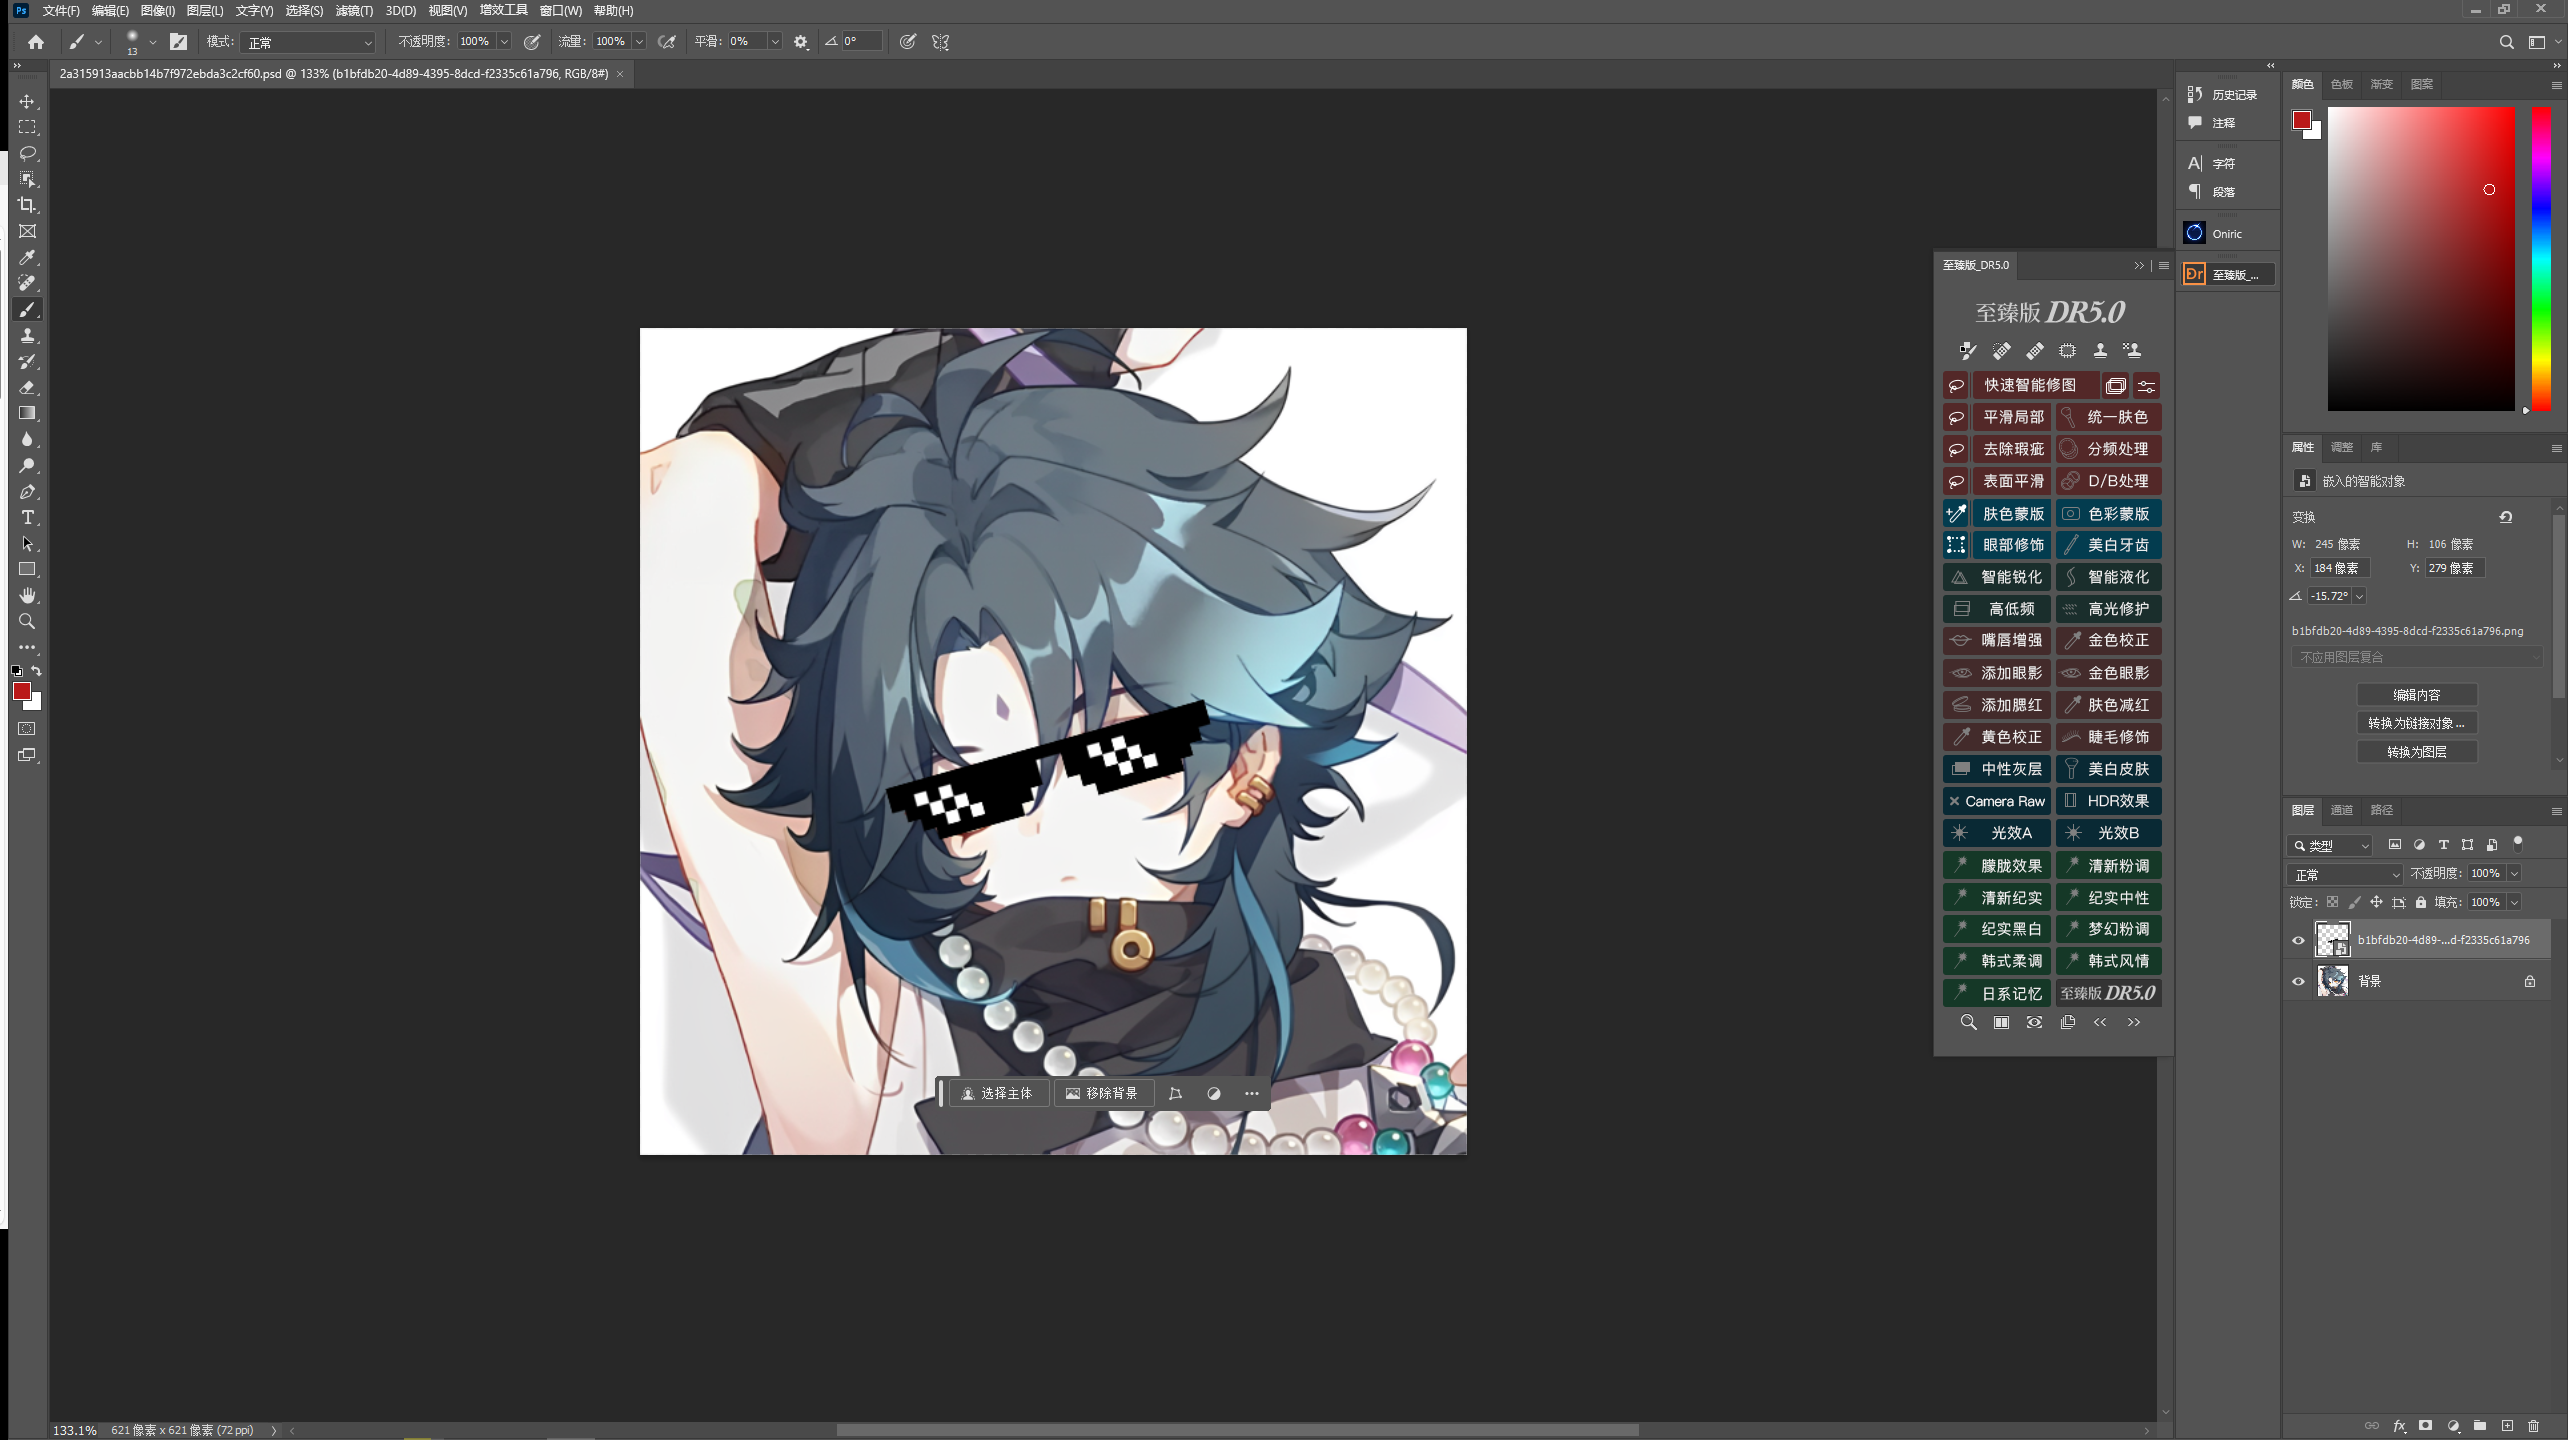 Ps 文件(F) 编辑(E) 图像(I) 图层(L) 文字(Y) 选择(S) 滤镜(T) 3D(D) 视图(V) 增效工具 窗口(W) 帮助(H)
13 模式: 正常 不透明度: 100% 流量: 100% 平滑: 0% 0°
2a315913aacbb14b7f972ebda3c2cf60.psd @ 133% (b1bfdb20-4d89-4395-8dcd-f2335c61a796, RGB/8#) ×
选择主体 移除背景
133.1% 621 像素 x 621 像素 (72 ppi)
至臻版_DR5.0
至臻版 DR5.0
快速智能修图
平滑局部 统一肤色
去除瑕疵 分频处理
表面平滑 D/B处理
肤色蒙版 色彩蒙版
眼部修饰 美白牙齿
智能锐化 智能液化
高低频 高光修护
嘴唇增强 金色校正
添加眼影 金色眼影
添加腮红 肤色减红
黄色校正 睫毛修饰
中性灰层 美白皮肤
Camera Raw HDR效果
光效A 光效B
朦胧效果 清新粉调
清新纪实 纪实中性
纪实黑白 梦幻粉调
韩式柔调 韩式风情
日系记忆 至臻版 DR5.0
历史记录
注释
字符
段落
Oniric
Dr 至臻版_...
颜色 色板 渐变 图案
属性 调整 库
嵌入的智能对象
变换
W: 245 像素 H: 106 像素
X: 184 像素 Y: 279 像素
-15.72°
b1bfdb20-4d89-4395-8dcd-f2335c61a796.png
不应用图层复合
编辑内容
转换为链接对象...
转换为图层
图层 通道 路径
类型
正常 不透明度: 100%
锁定: 填充: 100%
b1bfdb20-4d89-...d-f2335c61a796
背景
fx